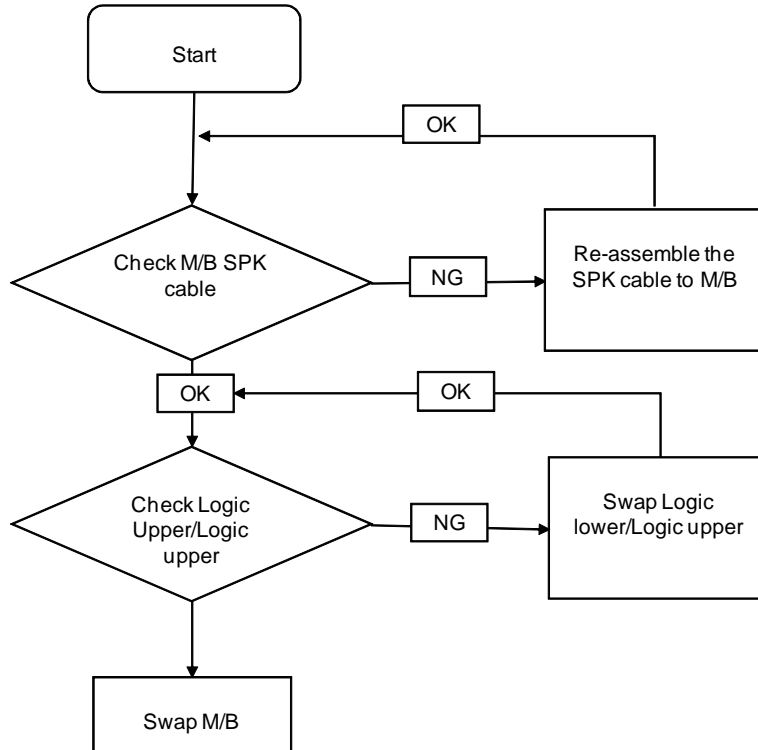 Start
OK
Check M/B SPK
cable
NG
Re-assemble the
SPK cable to M/B
OK
OK
Check Logic
Upper/Logic
upper
NG
Swap Logic
lower/Logic upper
Swap M/B